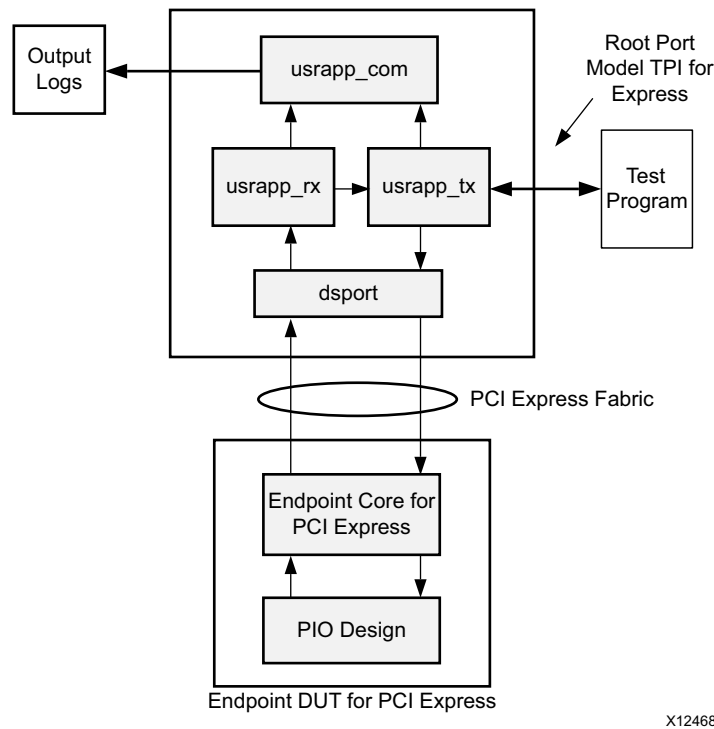 Output
Logs
usrapp_com
Root Port
Model TPI for
Express
usrapp_rx
usrapp_tx
Test
Program
dsport
PCI Express Fabric
Endpoint Core for
PCI Express
PIO Design
Endpoint DUT for PCI Express
X12468